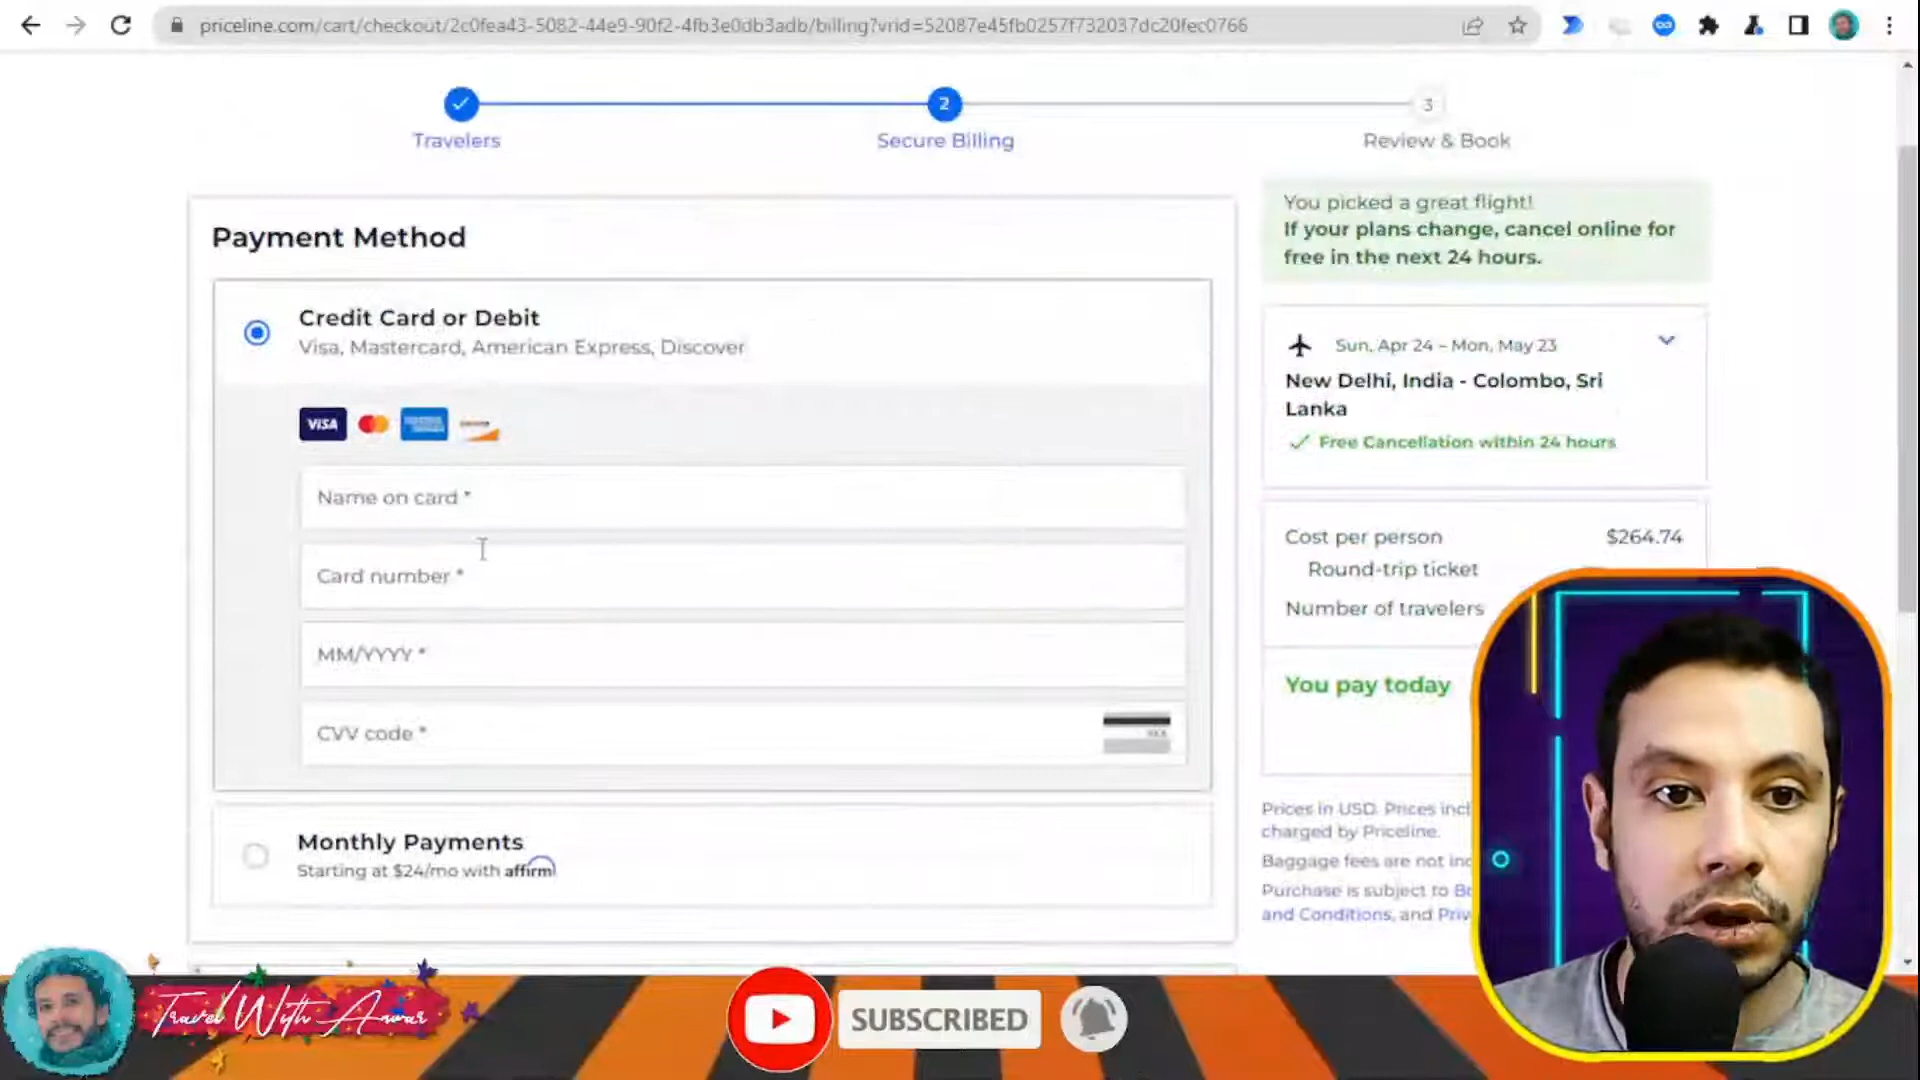 priceline.com/cart/checkout/2c0fea43-5082-44e9-90f2-4fb3e0db3adb/billing?vrid=52087e45fb0257f732037dc20fec0766
2
3
Travelers
Secure Billing
Review & Book
Payment Method
Credit Card or Debit
Visa, Mastercard, American Express, Discover
VISA
Name on card *
Card number *
MM/YYYY *
CVV code *
Monthly Payments
Starting at $24/mo with affirm
You picked a great flight!
If your plans change, cancel online for
free in the next 24 hours.
Sun, Apr 24 – Mon, May 23
New Delhi, India - Colombo, Sri
Lanka
Free Cancellation within 24 hours
Cost per person $264.74
Round-trip ticket
Number of travelers
You pay today
Prices in USD. Prices incl
charged by Priceline.
Baggage fees are not inc
Purchase is subject to Bo
and Conditions, and Priv
Travel With Anwar
SUBSCRIBED